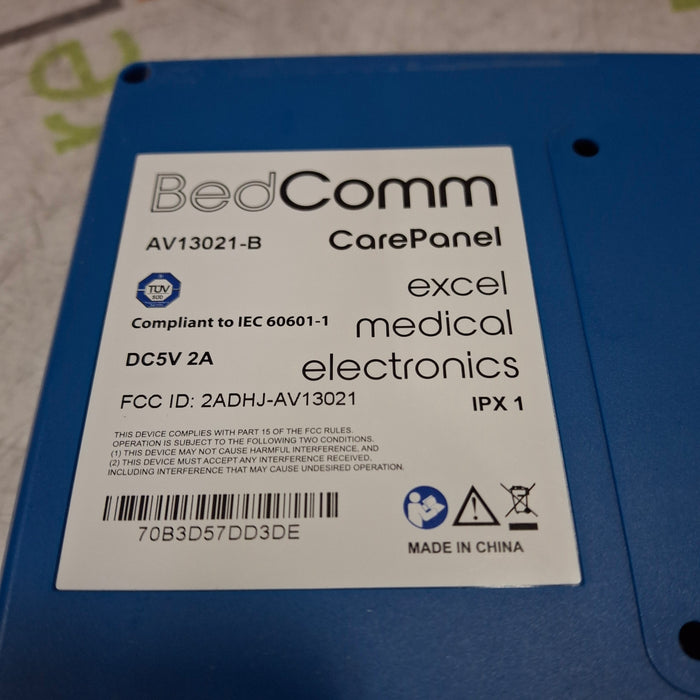 re
BedComm
AV13021-B
CarePanel
TÜV
SÜD
excel
medical
electronics
Compliant to IEC 60601-1
DC5V 2A
FCC ID: 2ADHJ-AV13021
IPX 1
THIS DEVICE COMPLIES WITH PART 15 OF THE FCC RULES.
OPERATION IS SUBJECT TO THE FOLLOWING TWO CONDITIONS.
(1) THIS DEVICE MAY NOT CAUSE HARMFUL INTERFERENCE, AND
(2) THIS DEVICE MUST ACCEPT ANY INTERFERENCE RECEIVED,
INCLUDING INTERFERENCE THAT MAY CAUSE UNDESIRED OPERATION.
70B3D57DD3DE
MADE IN CHINA